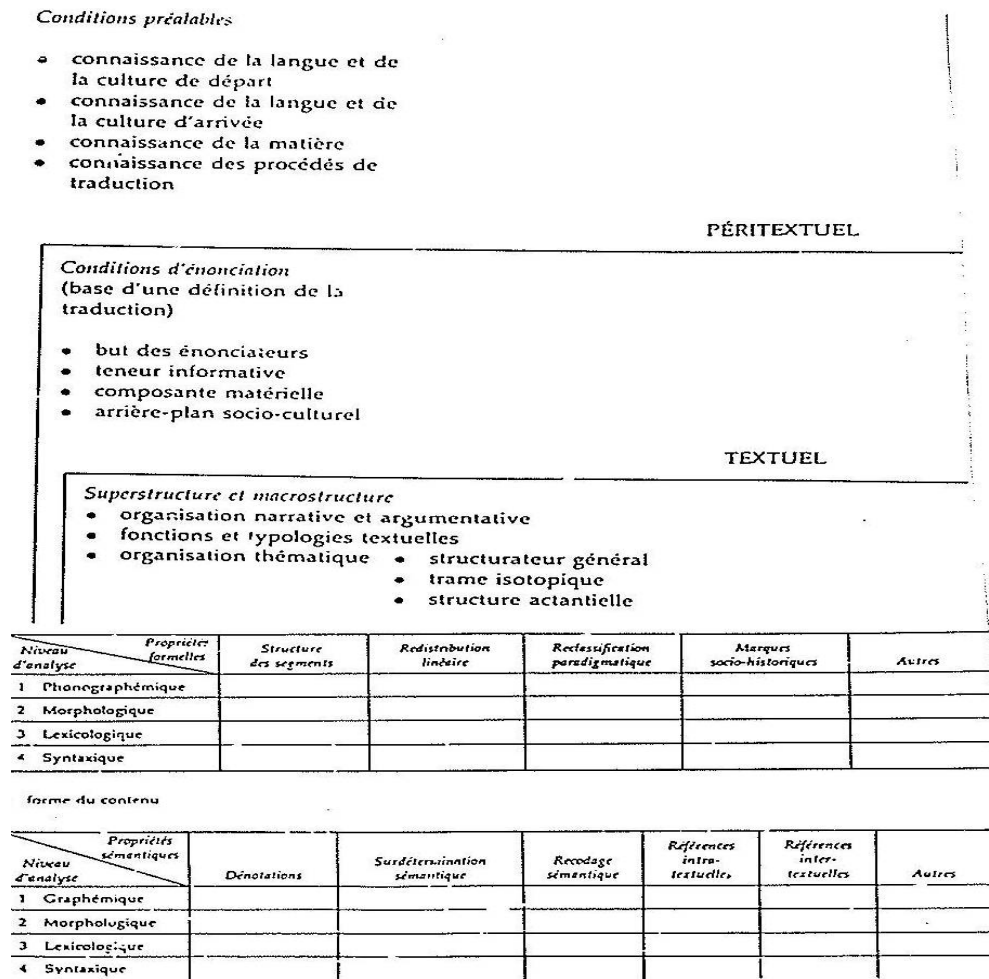 Conditions préalables
• connaissance de la langue et de
la culture de départ
• connaissance de la langue et de
la culture d'arrivée
• connaissance de la matière
• connaissance des procédés de
traduction
PÉRITEXTUEL
Conditions d'énonciation
(base d'une définition de la
traduction)
• but des énonciateurs
• teneur informative
• composante matérielle
• arrière-plan socio-culturel
TEXTUEL
Superstructure et macrostructure
• organisation narrative et argumentative
• fonctions et typologies textuelles
• organisation thématique • structurateur général
• trame isotopique
• structure actantielle
Niveau d'analyse Propriétés formelles Structure des segments Redistribution linéaire Reclassification paradigmatique Marques socio-historiques Autres
1 Phonographémique
2 Morphologique
3 Lexicologique
4 Syntaxique
forme du contenu
Niveau d'analyse Propriétés sémantiques Dénotations Surdétermination sémantique Recodage sémantique Références intra-textuelles Références inter-textuelles Autres
1 Graphémique
2 Morphologique
3 Lexicologique
4 Syntaxique